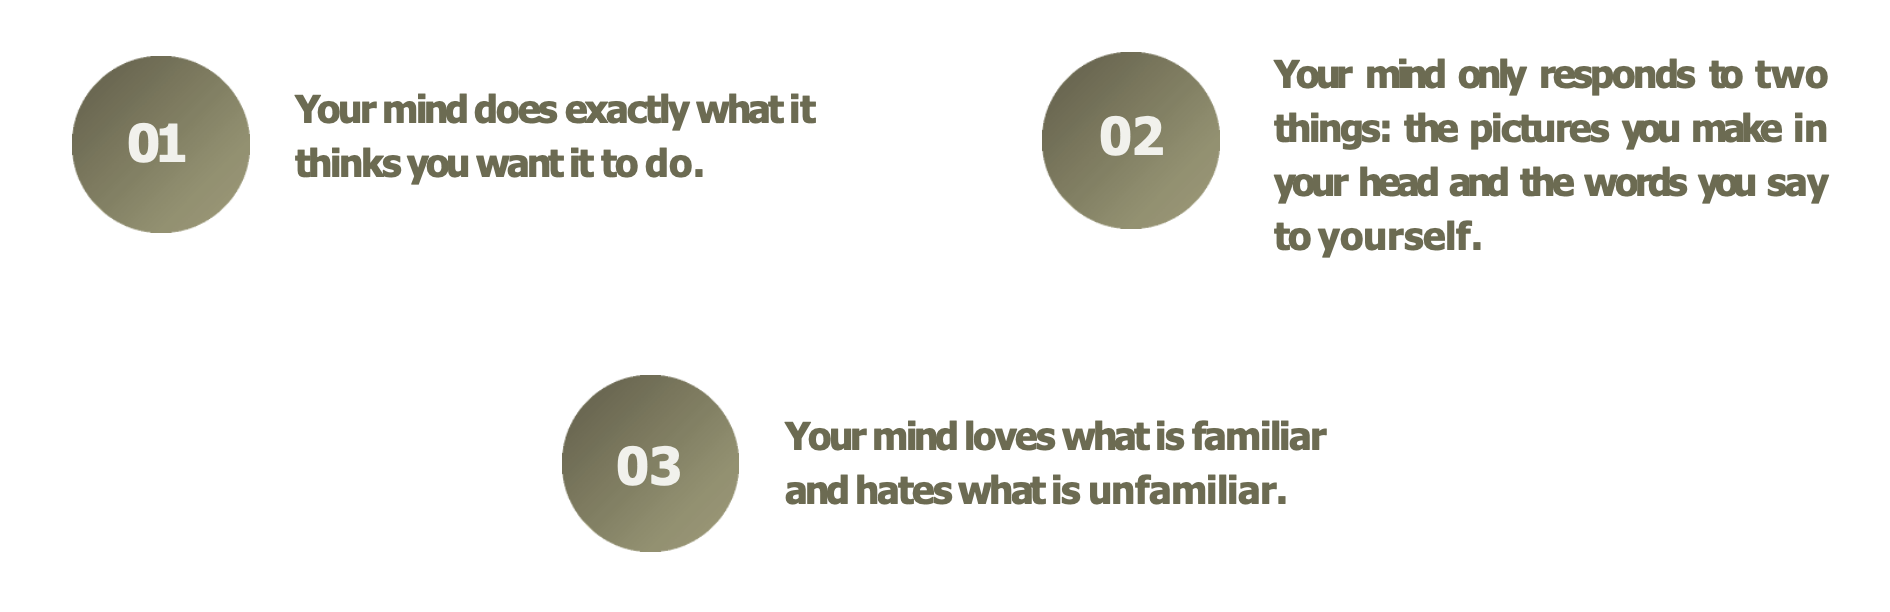 01
Your mind does exactly what it
thinks you want it to do.
02
Your mind only responds to two
things: the pictures you make in
your head and the words you say
to yourself.
03
Your mind loves what is familiar
and hates what is unfamiliar.